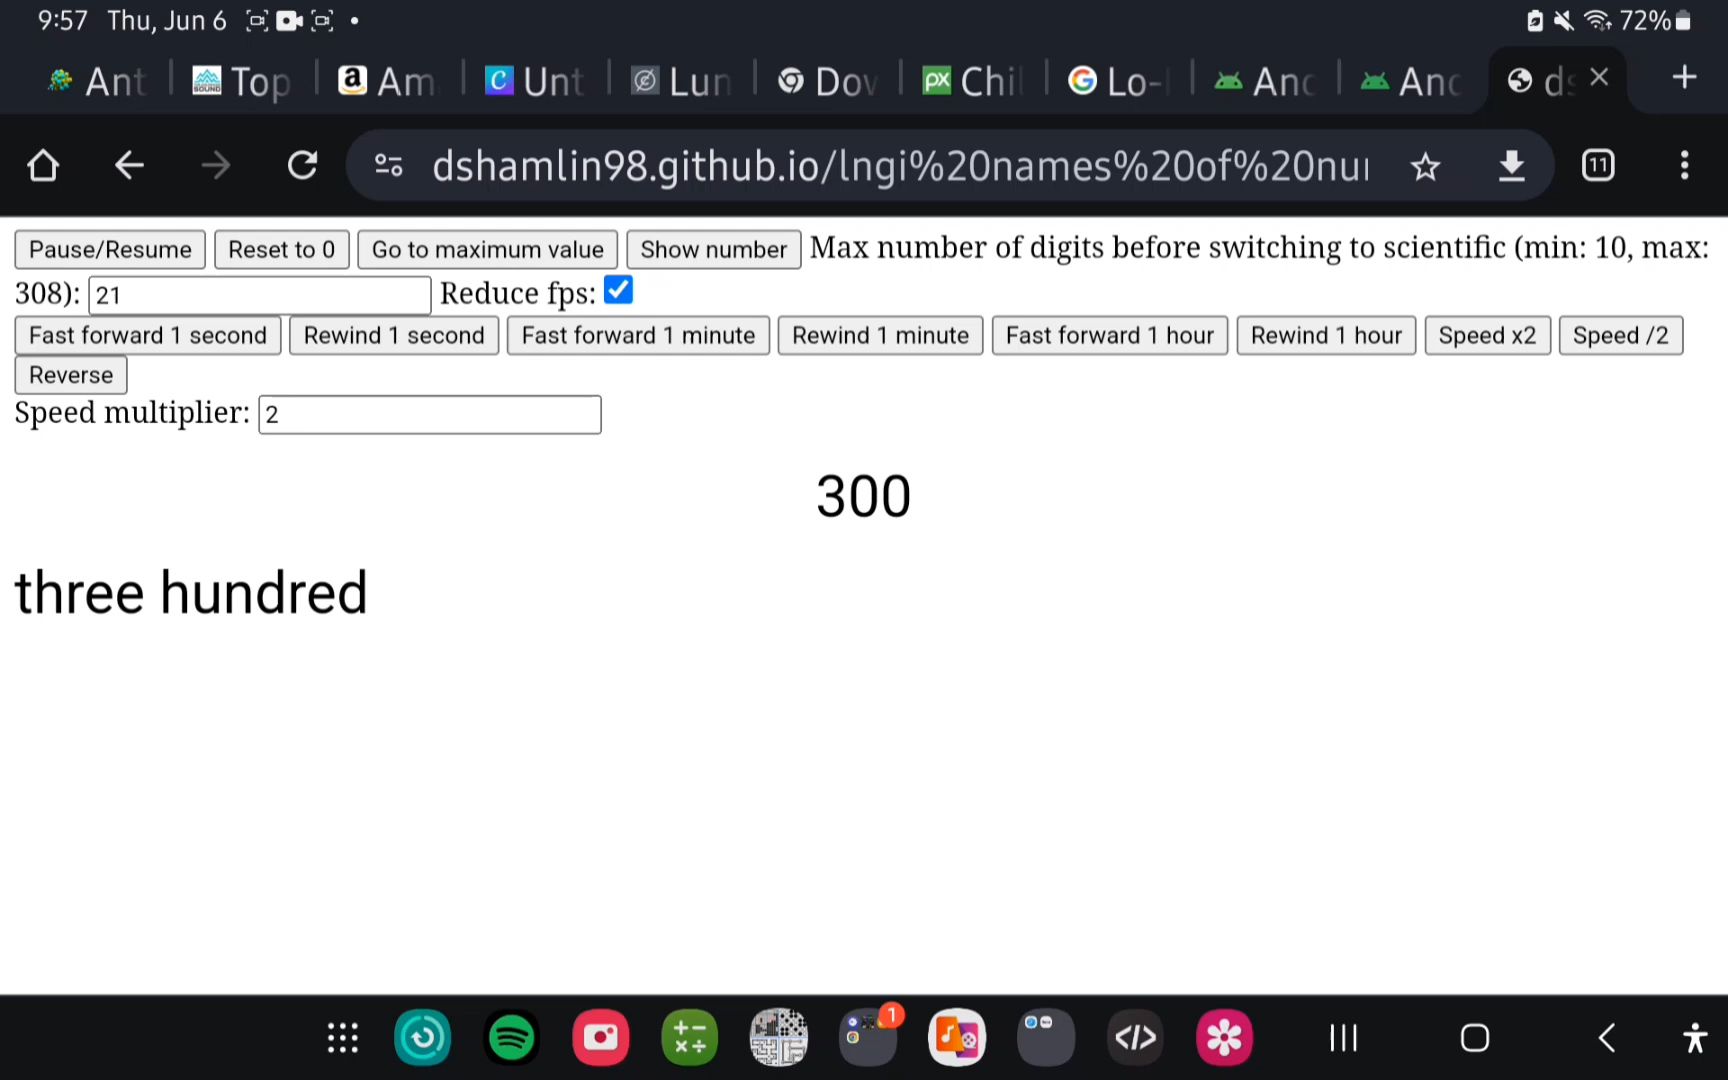 9:57 Thu, Jun 6 72%
Ant Top Am Unt Lun Dov Chil Lo- Anc Anc ds
dshamlin98.github.io/lngi%20names%20of%20nu 11
Pause/Resume Reset to 0 Go to maximum value Show number Max number of digits before switching to scientific (min: 10, max:
308): 21 Reduce fps:
Fast forward 1 second Rewind 1 second Fast forward 1 minute Rewind 1 minute Fast forward 1 hour Rewind 1 hour Speed x2 Speed /2
Reverse
Speed multiplier: 2
300
three hundred
1